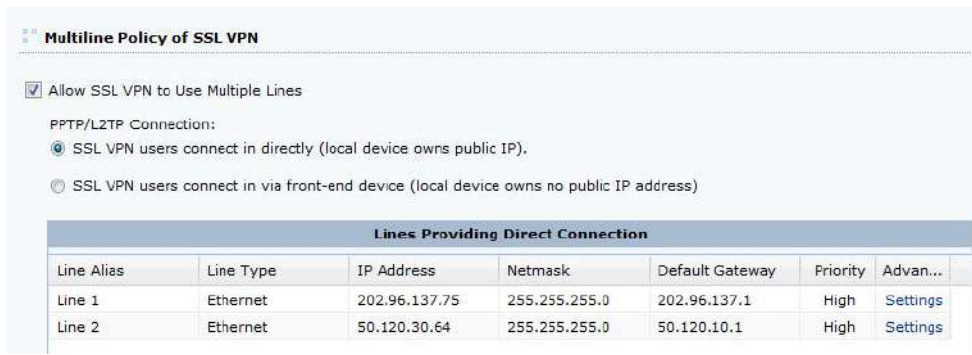 Multiline Policy of SSL VPN
Allow SSL VPN to Use Multiple Lines
PPTP/L2TP Connection:
SSL VPN users connect in directly (local device owns public IP).
SSL VPN users connect in via front-end device (local device owns no public IP address)
Lines Providing Direct Connection
Line Alias Line Type IP Address Netmask Default Gateway Priority Advan...
Line 1 Ethernet 202.96.137.75 255.255.255.0 202.96.137.1 High Settings
Line 2 Ethernet 50.120.30.64 255.255.255.0 50.120.10.1 High Settings